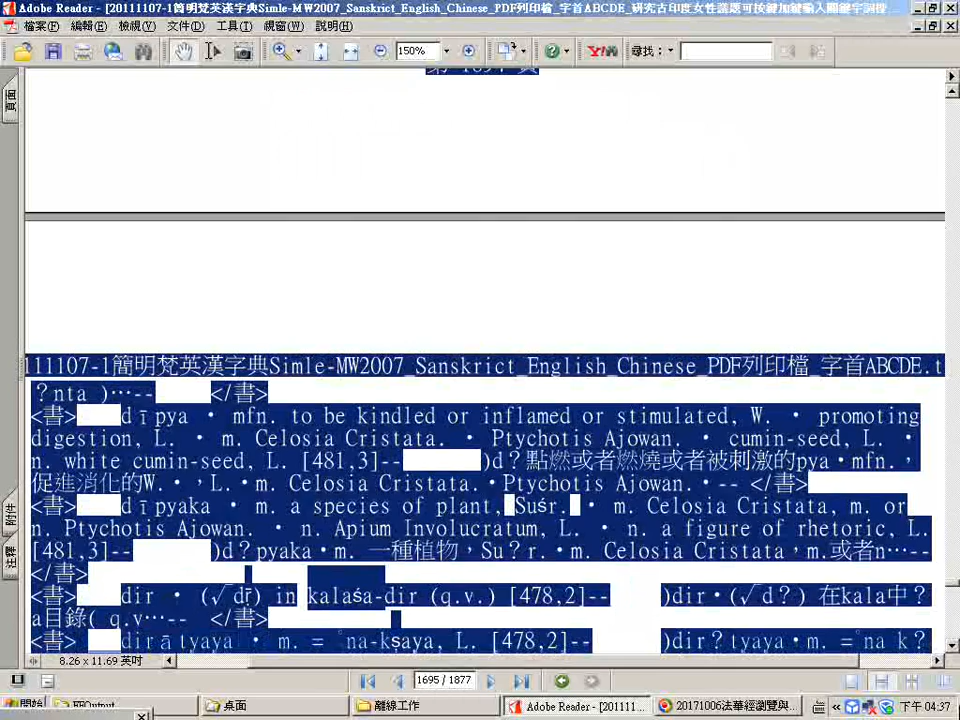 Adobe Reader - [20111107-1簡明梵英漢字典Simle-MW2007_Sanskrict_English_Chinese_PDF列印檔_字首ABCDE_研究古印度女性議題可按鍵加鍵輸入關鍵字詞搜
檔案(F) 編輯(E) 檢視(V) 文件(D) 工具(T) 視窗(W) 說明(H)
150% Y! 尋找：
頁面
第 1694 頁
111107-1簡明梵英漢字典Simle-MW2007_Sanskrict_English_Chinese_PDF列印檔_字首ABCDE.t
？nta )…-- </書>
<書> dīpya • mfn. to be kindled or inflamed or stimulated, W. • promoting
digestion, L. • m. Celosia Cristata. • Ptychotis Ajowan. • cumin-seed, L. •
n. white cumin-seed, L. [481,3]-- )d？點燃或者燃燒或者被刺激的pya•mfn.，
促進消化的W.•，L.•m. Celosia Cristata.•Ptychotis Ajowan.•-- </書>
<書> dīpyaka • m. a species of plant, Suśr. • m. Celosia Cristata, m. or
n. Ptychotis Ajowan. • n. Apium Involucratum, L. • n. a figure of rhetoric, L.
[481,3]-- )d？pyaka•m. 一種植物，Su？r.•m. Celosia Cristata，m.或者n…--
</書>
<書> dir • (√dṝ) in kalaśa-dir (q.v.) [478,2]-- )dir•(√d？) 在kala中？
a目錄( q.v…-- </書>
<書> dirātyaya • m. = °na-kṣaya, L. [478,2]-- )dir？tyaya•m. =°na k？
附件
注釋
8.26 x 11.69 英吋
1695 / 1877
開始 FFOutput 桌面 離線工作 Adobe Reader - [201111... 20171006法華經瀏覽與... 下午 04:37